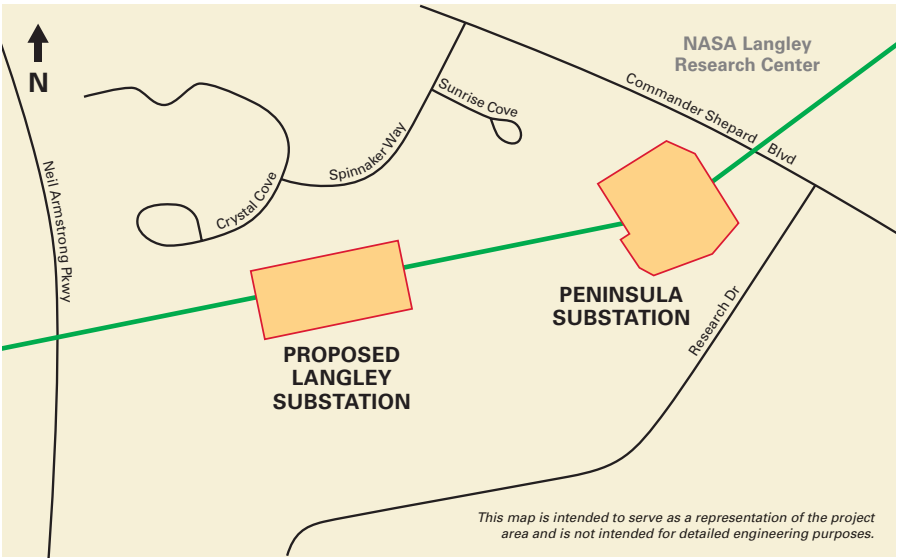 N
NASA Langley
Research Center
Commander Shepard Blvd
Sunrise Cove
Spinnaker Way
Crystal Cove
Neil Armstrong Pkwy
PENINSULA
SUBSTATION
Research Dr
PROPOSED
LANGLEY
SUBSTATION
This map is intended to serve as a representation of the project
area and is not intended for detailed engineering purposes.